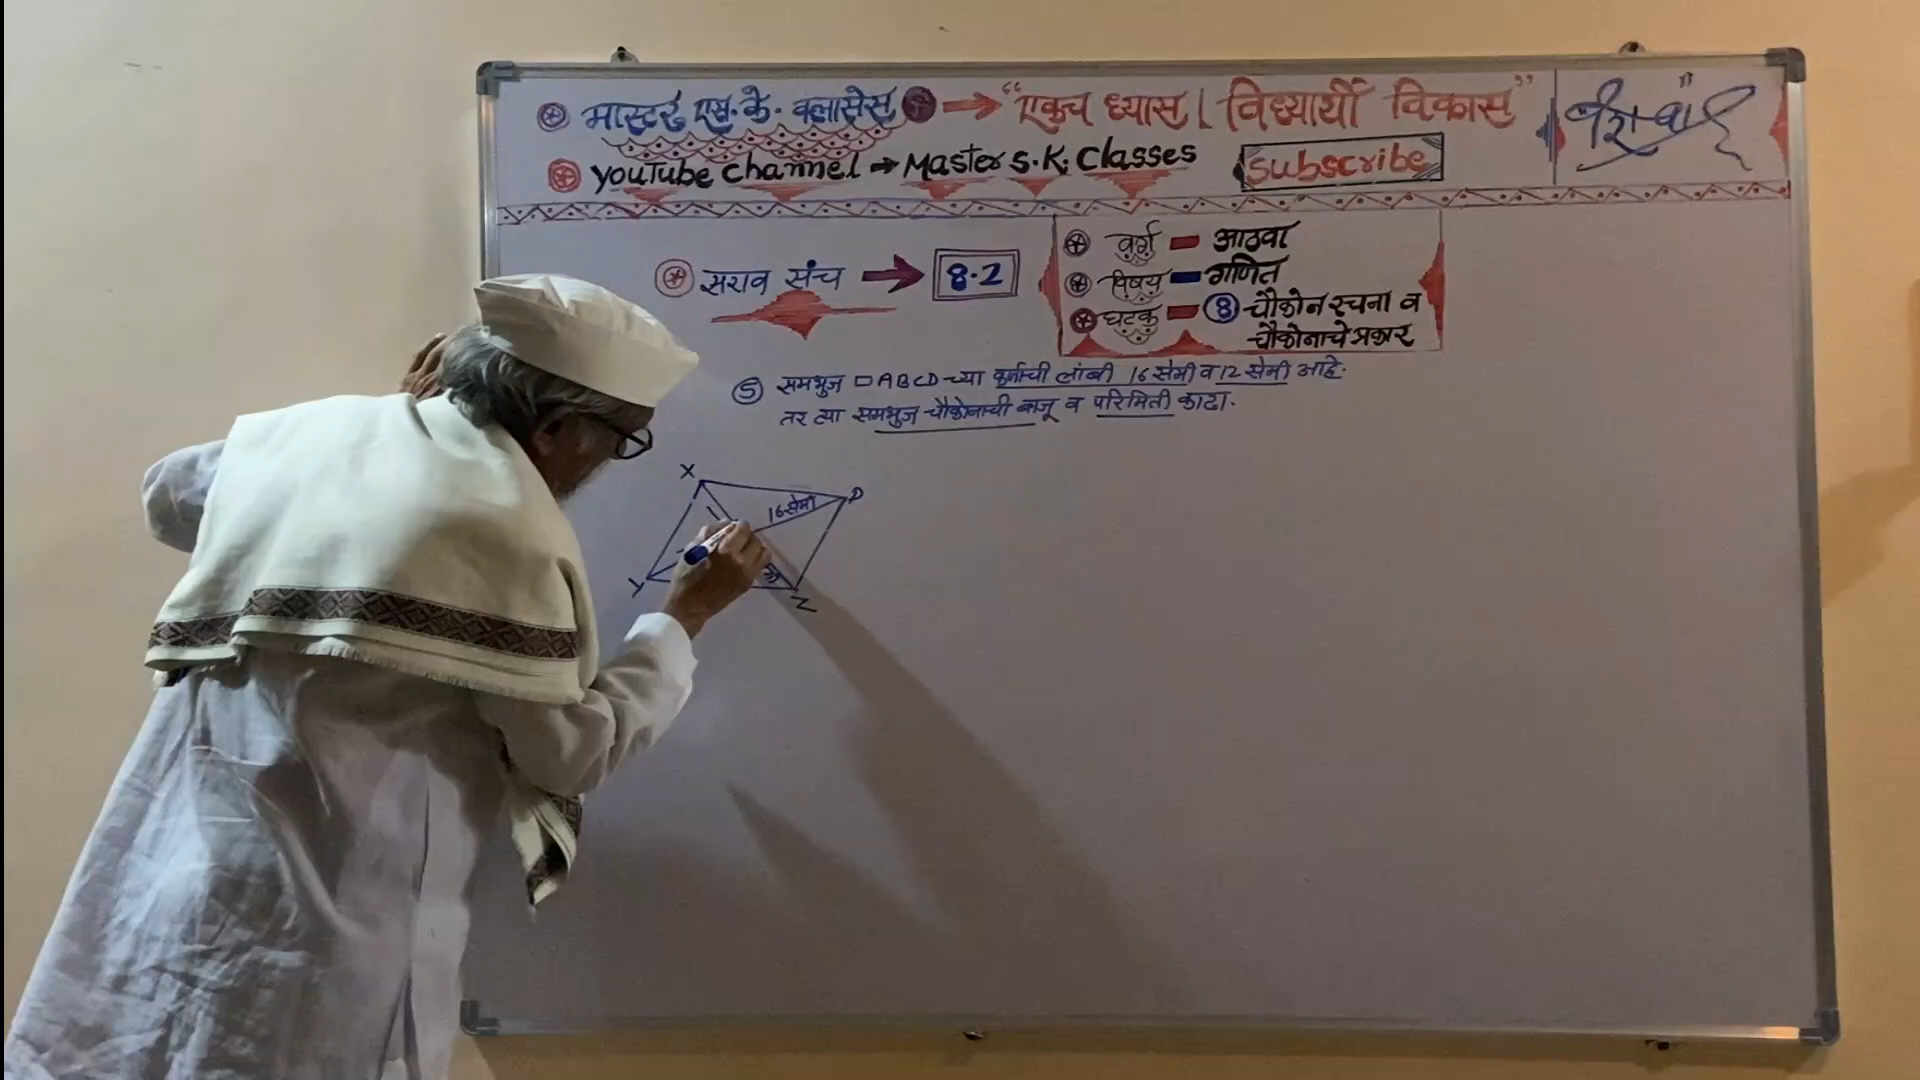 मास्टर एस.के. क्लासेस → "एकच ध्यास । विद्यार्थी विकास"
YouTube channel → Master S.K. Classes
Subscribe
सराव संच → 8.2
वर्ग - आठवा
विषय - गणित
घटक - 8 चौकोन रचना व
चौकोनाचे प्रकार
5 समभुज □ABCD च्या कर्णाची लांबी 16 सेमी व 12 सेमी आहे.
तर त्या समभुज चौकोनाची बाजू व परिमिती काढा.
X
P
16 सेमी
Y
Z